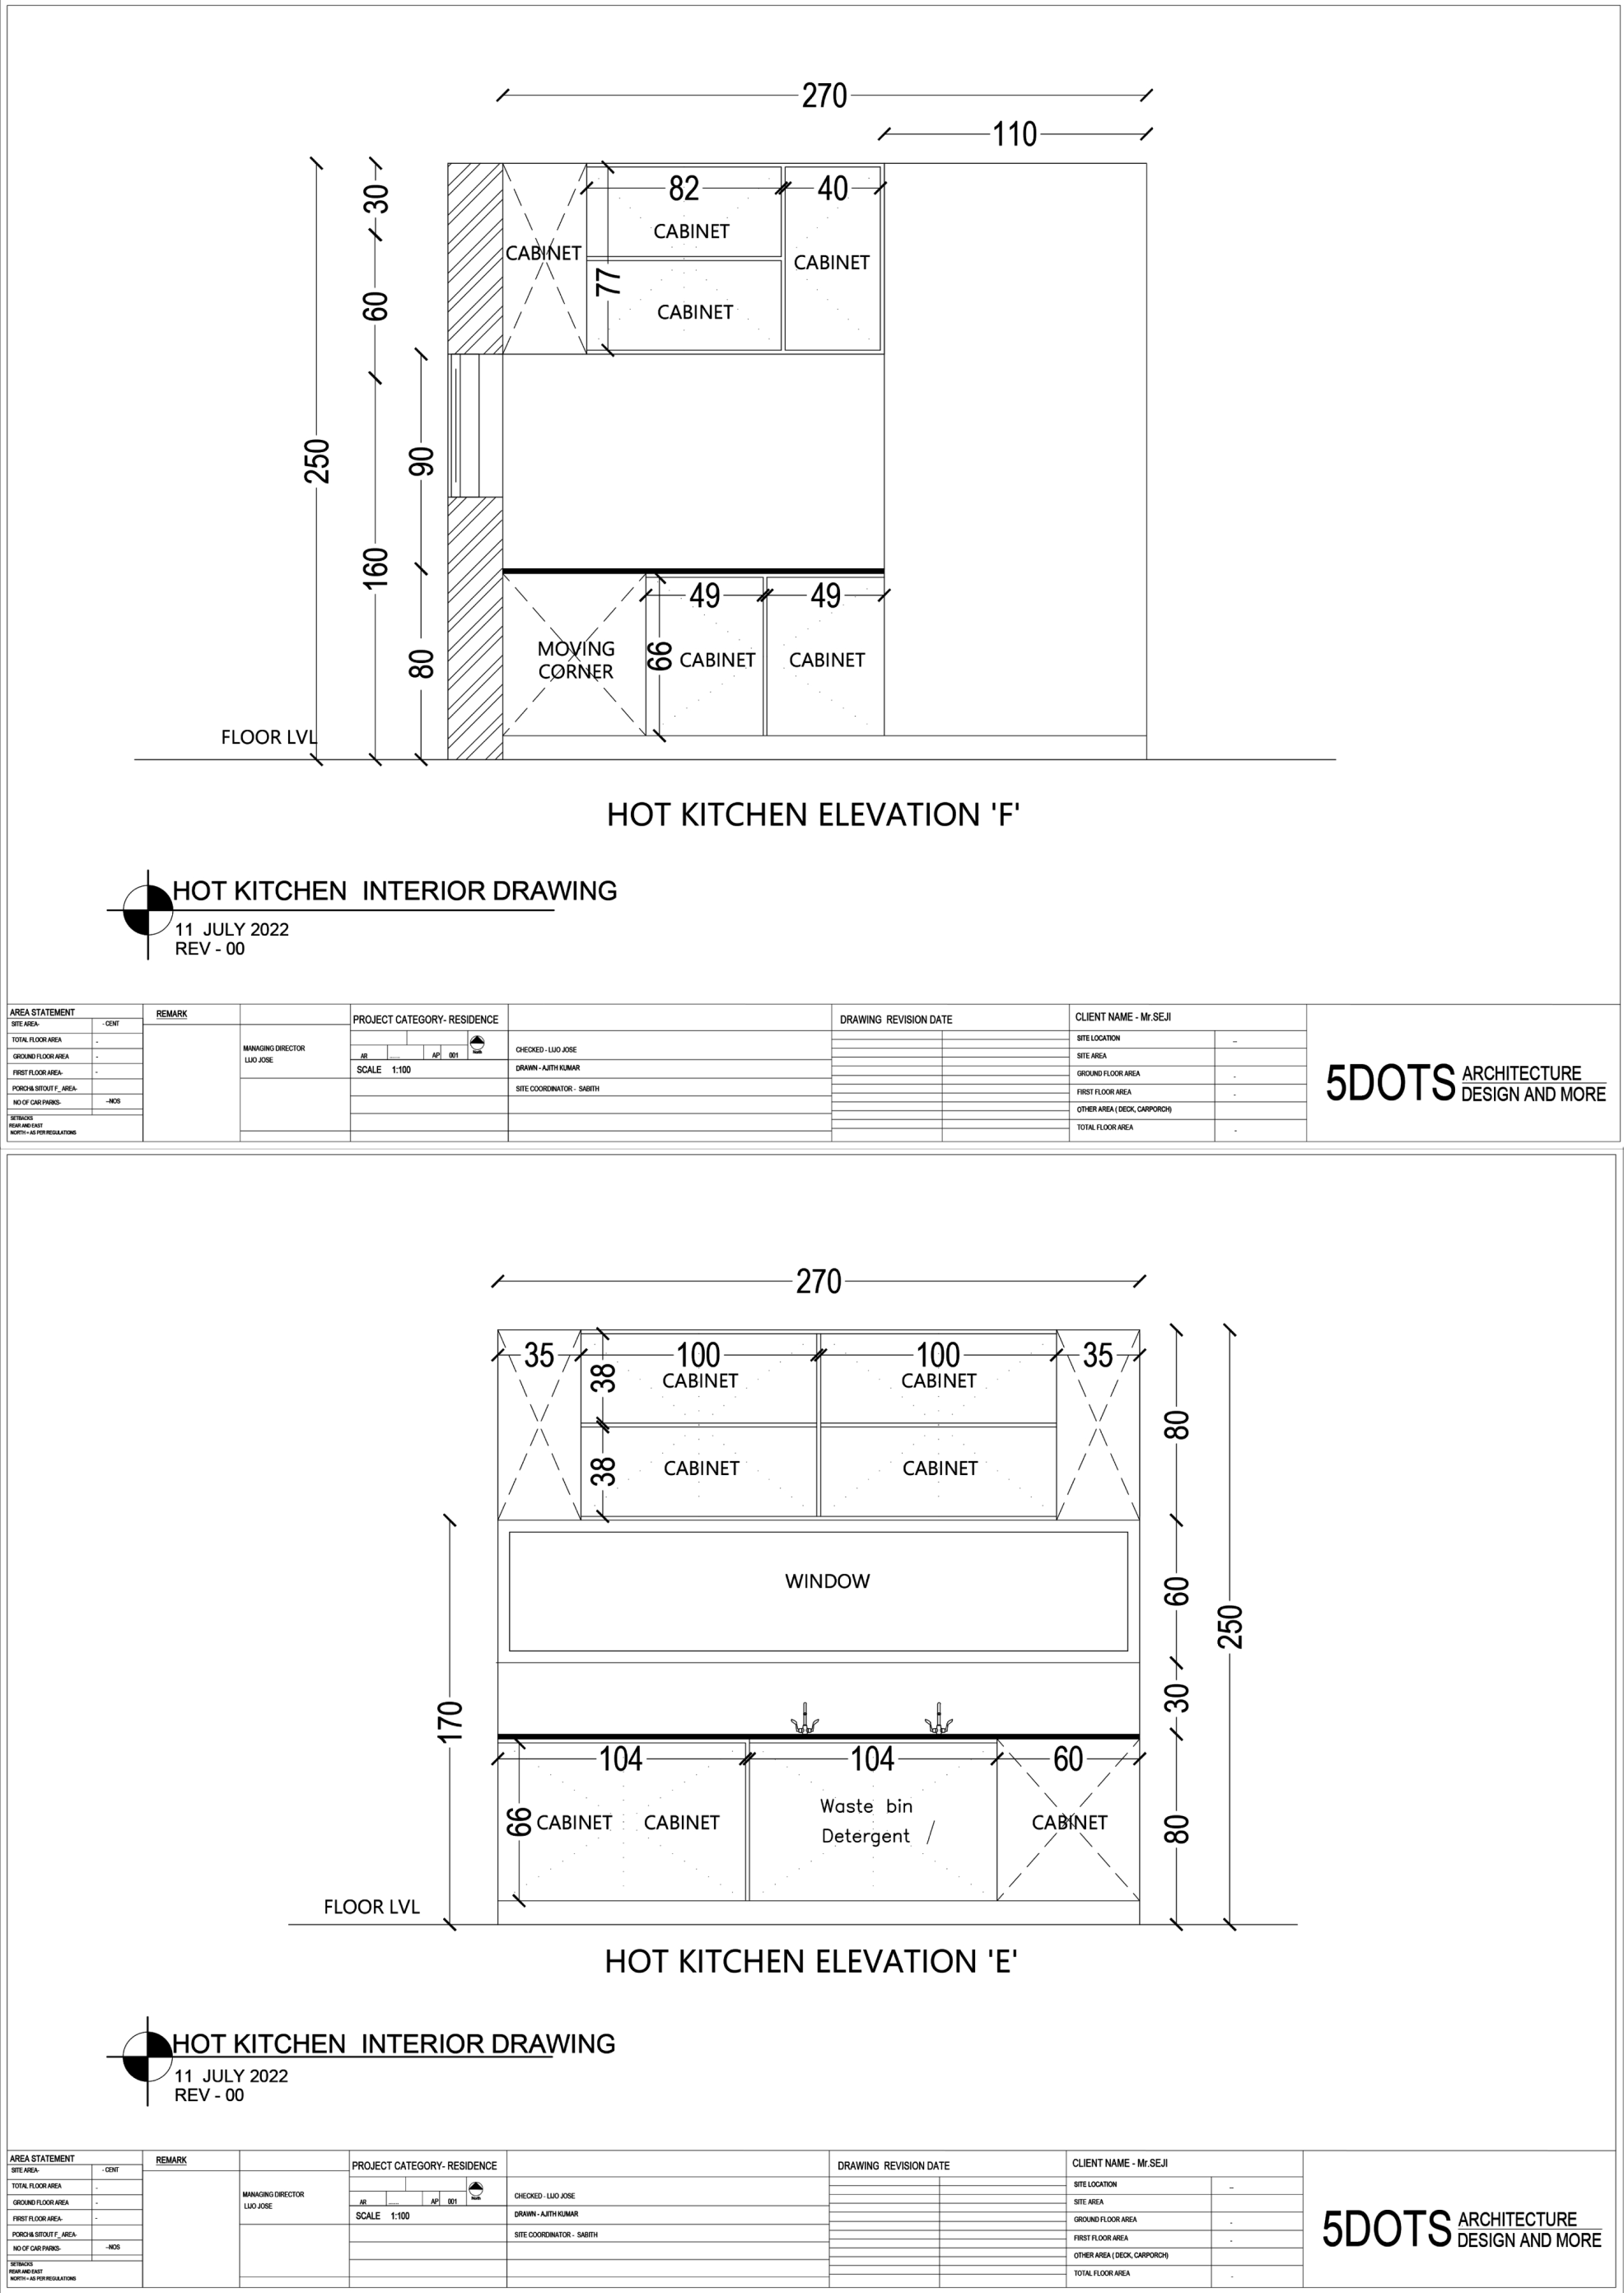 270
110
30
82
40
CABINET
CABINET
CABINET
77
CABINET
60
250
90
160
49
49
MOVING
CORNER
66
CABINET
CABINET
80
FLOOR LVL
HOT KITCHEN ELEVATION 'F'
HOT KITCHEN INTERIOR DRAWING
11 JULY 2022
REV - 00
AREA STATEMENT
SITE AREA- - CENT
TOTAL FLOOR AREA -
GROUND FLOOR AREA -
FIRST FLOOR AREA- -
PORCH& SITOUT F_ AREA-
NO OF CAR PARKS- --NOS
SETBACKS
REAR AND EAST
NORTH = AS PER REGULATIONS
REMARK
MANAGING DIRECTOR
LIJO JOSE
PROJECT CATEGORY- RESIDENCE
AR ...... AP 001
North
SCALE 1:100
CHECKED - LIJO JOSE
DRAWN - AJITH KUMAR
SITE COORDINATOR - SABITH
DRAWING REVISION DATE
CLIENT NAME - Mr.SEJI
SITE LOCATION --
SITE AREA
GROUND FLOOR AREA -
FIRST FLOOR AREA -
OTHER AREA ( DECK, CARPORCH)
TOTAL FLOOR AREA -
5DOTS ARCHITECTURE
DESIGN AND MORE
270
35
100
100
35
38
CABINET
CABINET
80
38
CABINET
CABINET
WINDOW
60
250
30
170
104
104
60
66
CABINET
CABINET
Waste bin
Detergent /
CABINET
80
FLOOR LVL
HOT KITCHEN ELEVATION 'E'
HOT KITCHEN INTERIOR DRAWING
11 JULY 2022
REV - 00
AREA STATEMENT
SITE AREA- - CENT
TOTAL FLOOR AREA -
GROUND FLOOR AREA -
FIRST FLOOR AREA- -
PORCH& SITOUT F_ AREA-
NO OF CAR PARKS- --NOS
SETBACKS
REAR AND EAST
NORTH = AS PER REGULATIONS
REMARK
MANAGING DIRECTOR
LIJO JOSE
PROJECT CATEGORY- RESIDENCE
AR ...... AP 001
North
SCALE 1:100
CHECKED - LIJO JOSE
DRAWN - AJITH KUMAR
SITE COORDINATOR - SABITH
DRAWING REVISION DATE
CLIENT NAME - Mr.SEJI
SITE LOCATION --
SITE AREA
GROUND FLOOR AREA -
FIRST FLOOR AREA -
OTHER AREA ( DECK, CARPORCH)
TOTAL FLOOR AREA -
5DOTS ARCHITECTURE
DESIGN AND MORE